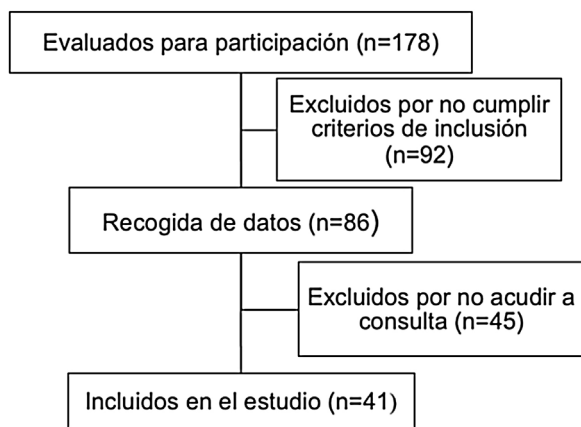 Evaluados para participación (n=178)
Excluidos por no cumplir
criterios de inclusión
(n=92)
Recogida de datos (n=86)
Excluidos por no acudir a
consulta (n=45)
Incluidos en el estudio (n=41)